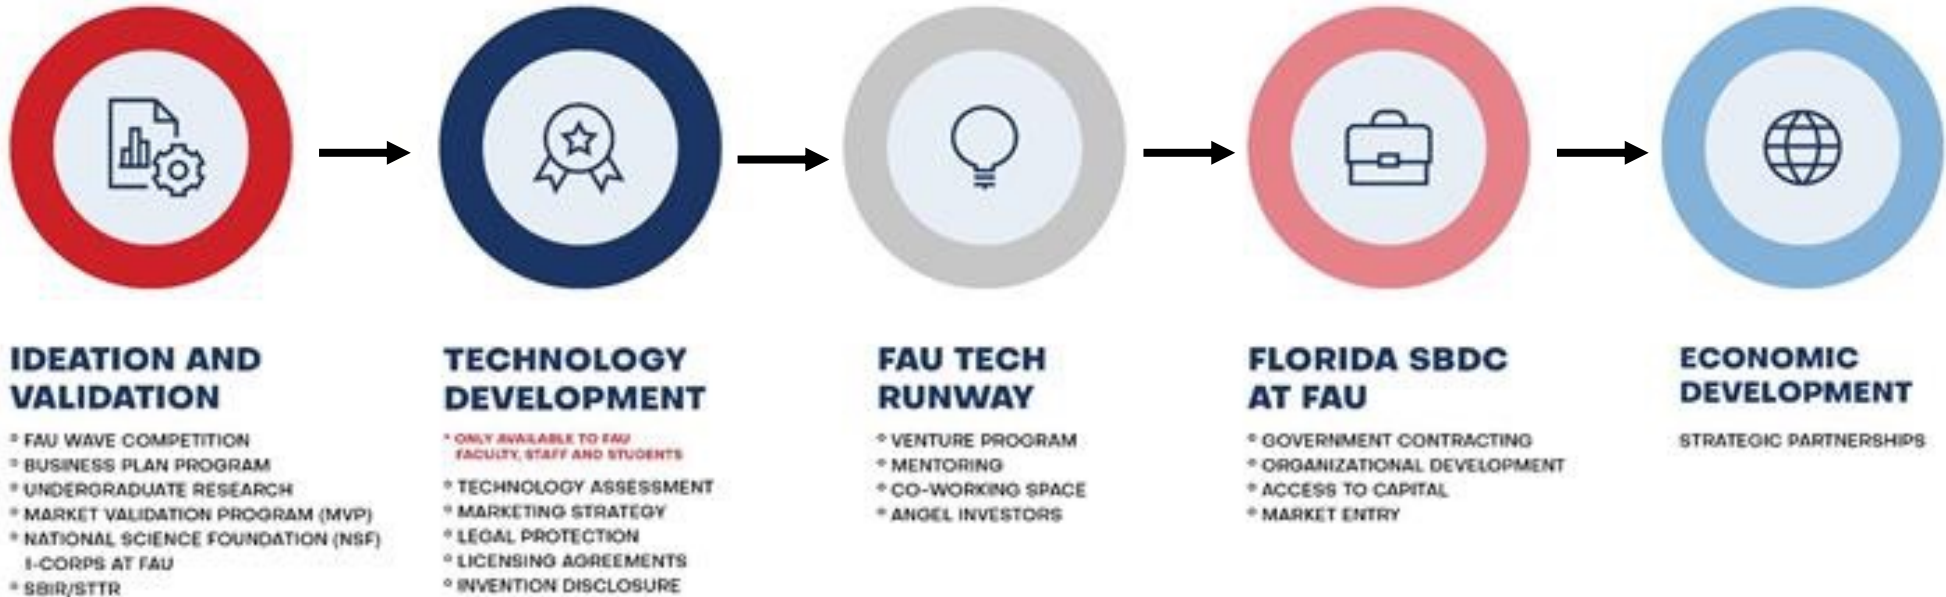 IDEATION AND
VALIDATION
° FAU WAVE COMPETITION
° BUSINESS PLAN PROGRAM
° UNDERGRADUATE RESEARCH
° MARKET VALIDATION PROGRAM (MVP)
° NATIONAL SCIENCE FOUNDATION (NSF)
I-CORPS AT FAU
° SBIR/STTR
TECHNOLOGY
DEVELOPMENT
* ONLY AVAILABLE TO FAU
FACULTY, STAFF AND STUDENTS
° TECHNOLOGY ASSESSMENT
° MARKETING STRATEGY
° LEGAL PROTECTION
° LICENSING AGREEMENTS
° INVENTION DISCLOSURE
FAU TECH
RUNWAY
° VENTURE PROGRAM
° MENTORING
° CO-WORKING SPACE
° ANGEL INVESTORS
FLORIDA SBDC
AT FAU
° GOVERNMENT CONTRACTING
° ORGANIZATIONAL DEVELOPMENT
° ACCESS TO CAPITAL
° MARKET ENTRY
ECONOMIC
DEVELOPMENT
STRATEGIC PARTNERSHIPS